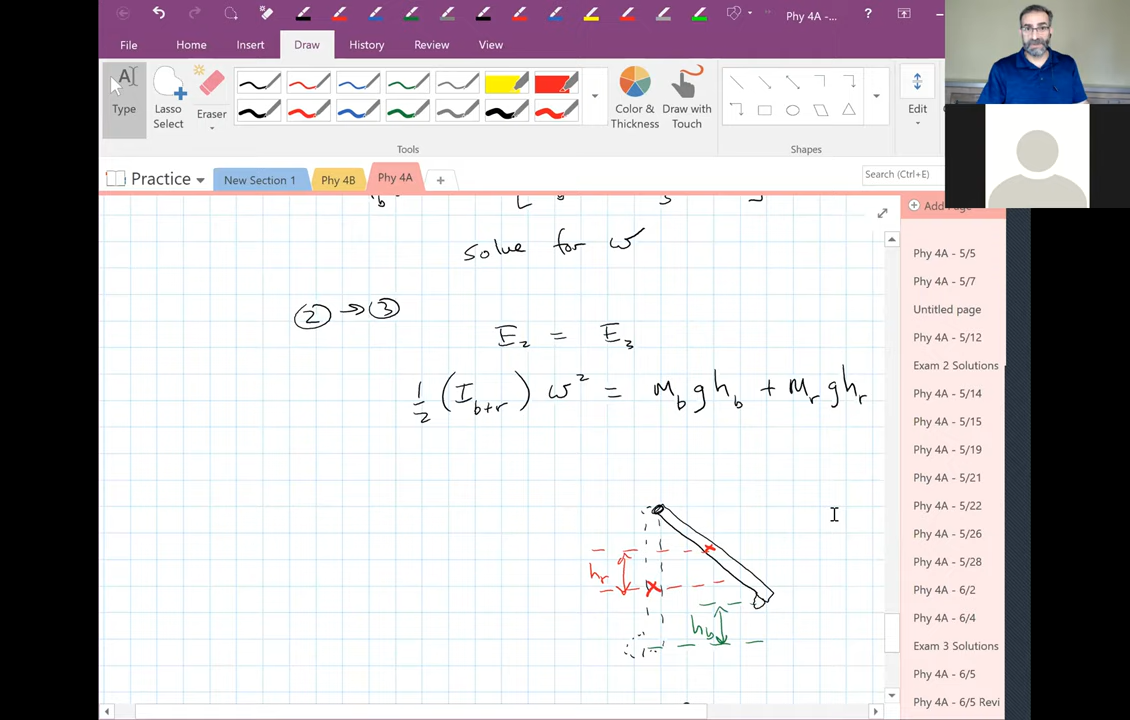 Phy 4A -...
File Home Insert Draw History Review View
Type
Lasso Select
Eraser
Color & Thickness
Draw with Touch
Edit
Tools
Shapes
Practice
New Section 1
Phy 4B
Phy 4A
Search (Ctrl+E)
Add Page
solve for ω
② → ③
E₂ = E₃
1/2 (I_b+r) ω² = m_b g h_b + m_r g h_r
h_r
h_b
Phy 4A - 5/5
Phy 4A - 5/7
Untitled page
Phy 4A - 5/12
Exam 2 Solutions
Phy 4A - 5/14
Phy 4A - 5/15
Phy 4A - 5/19
Phy 4A - 5/21
Phy 4A - 5/22
Phy 4A - 5/26
Phy 4A - 5/28
Phy 4A - 6/2
Phy 4A - 6/4
Exam 3 Solutions
Phy 4A - 6/5
Phy 4A - 6/5 Revi